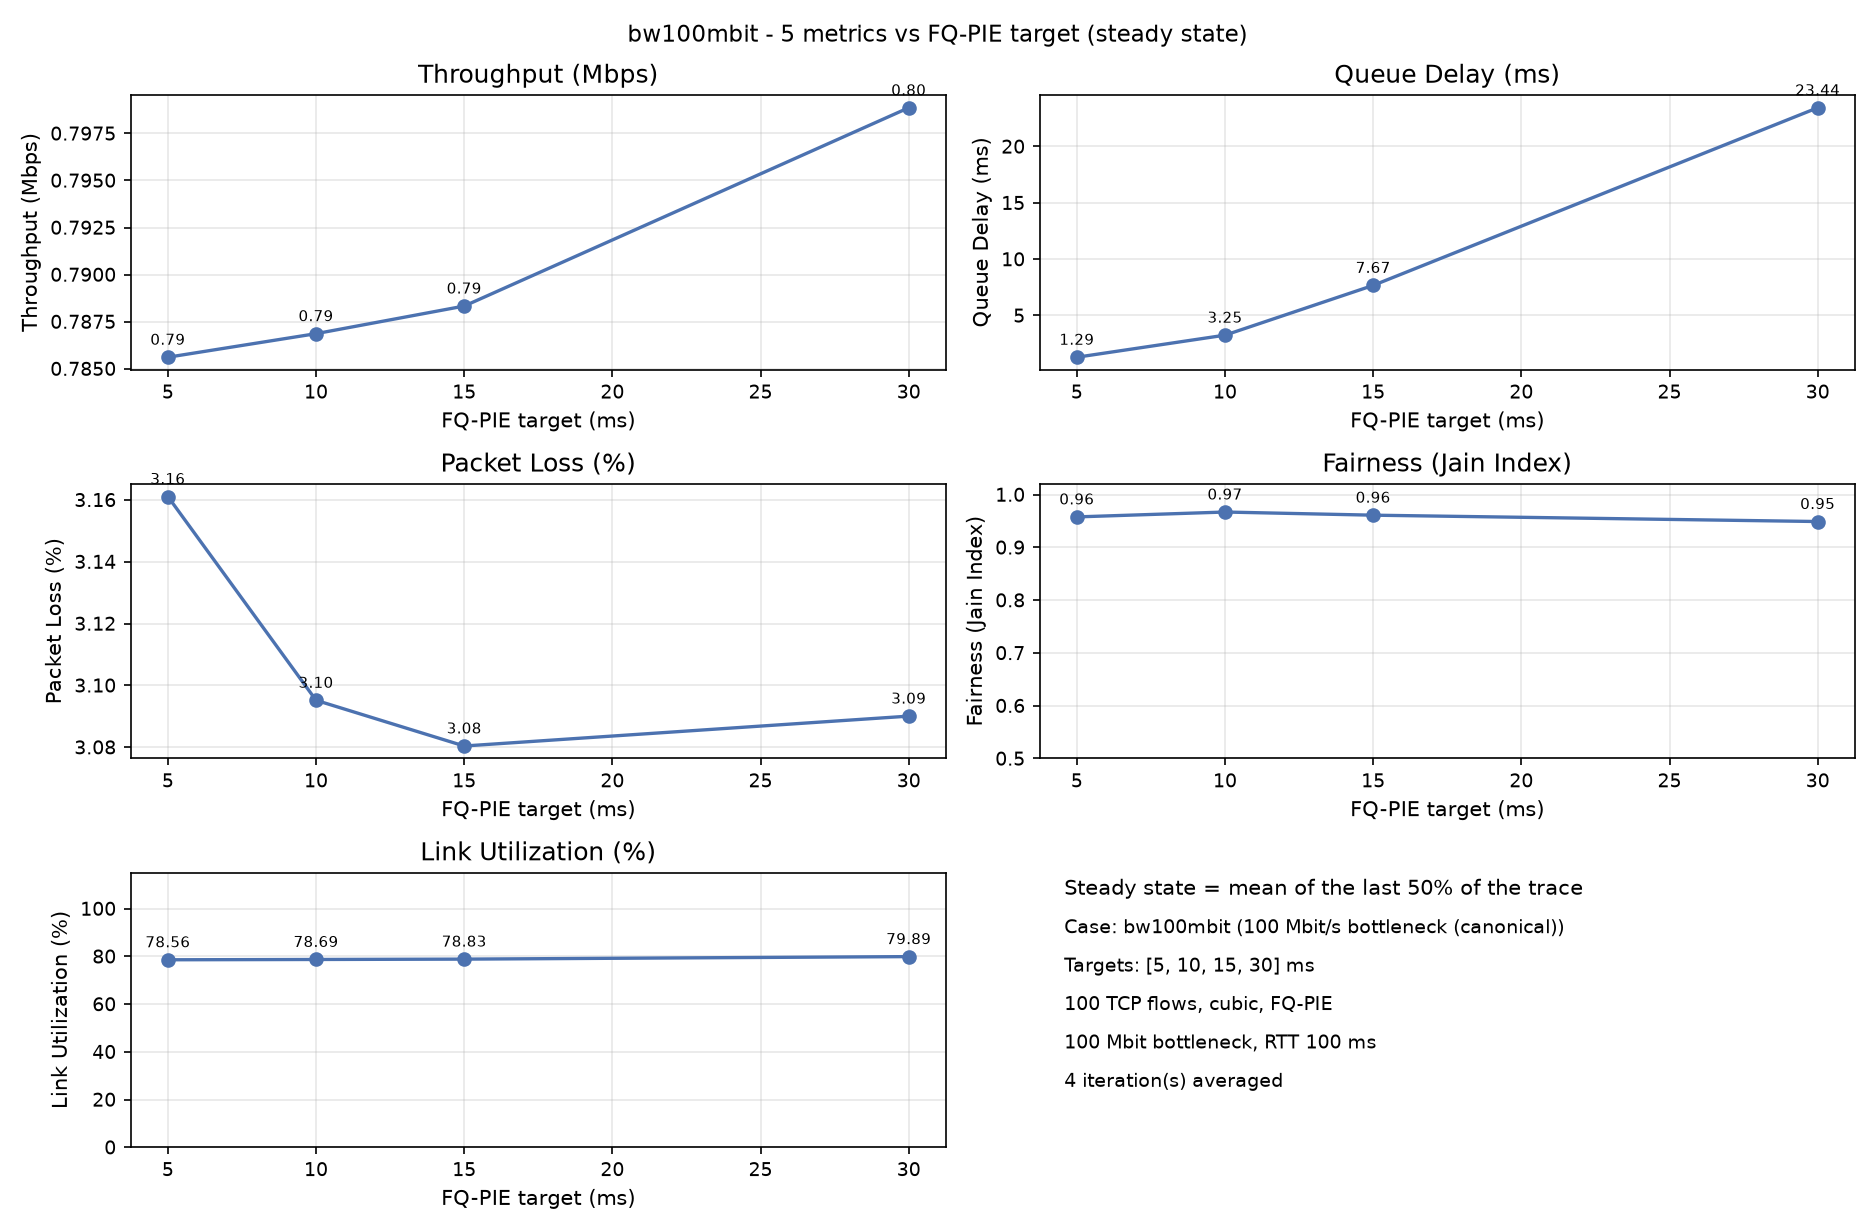 bw100mbit - 5 metrics vs FQ-PIE target (steady state)
Throughput (Mbps)
Throughput (Mbps)
0.7975
0.7950
0.7925
0.7900
0.7875
0.7850
0.79
0.79
0.79
0.80
5 10 15 20 25 30
FQ-PIE target (ms)
Queue Delay (ms)
Queue Delay (ms)
20
15
10
5
1.29
3.25
7.67
23.44
5 10 15 20 25 30
FQ-PIE target (ms)
Packet Loss (%)
Packet Loss (%)
3.16
3.14
3.12
3.10
3.08
3.16
3.10
3.08
3.09
5 10 15 20 25 30
FQ-PIE target (ms)
Fairness (Jain Index)
Fairness (Jain Index)
1.0
0.9
0.8
0.7
0.6
0.5
0.96
0.97
0.96
0.95
5 10 15 20 25 30
FQ-PIE target (ms)
Link Utilization (%)
Link Utilization (%)
100
80
60
40
20
0
78.56
78.69
78.83
79.89
5 10 15 20 25 30
FQ-PIE target (ms)
Steady state = mean of the last 50% of the trace
Case: bw100mbit (100 Mbit/s bottleneck (canonical))
Targets: [5, 10, 15, 30] ms
100 TCP flows, cubic, FQ-PIE
100 Mbit bottleneck, RTT 100 ms
4 iteration(s) averaged